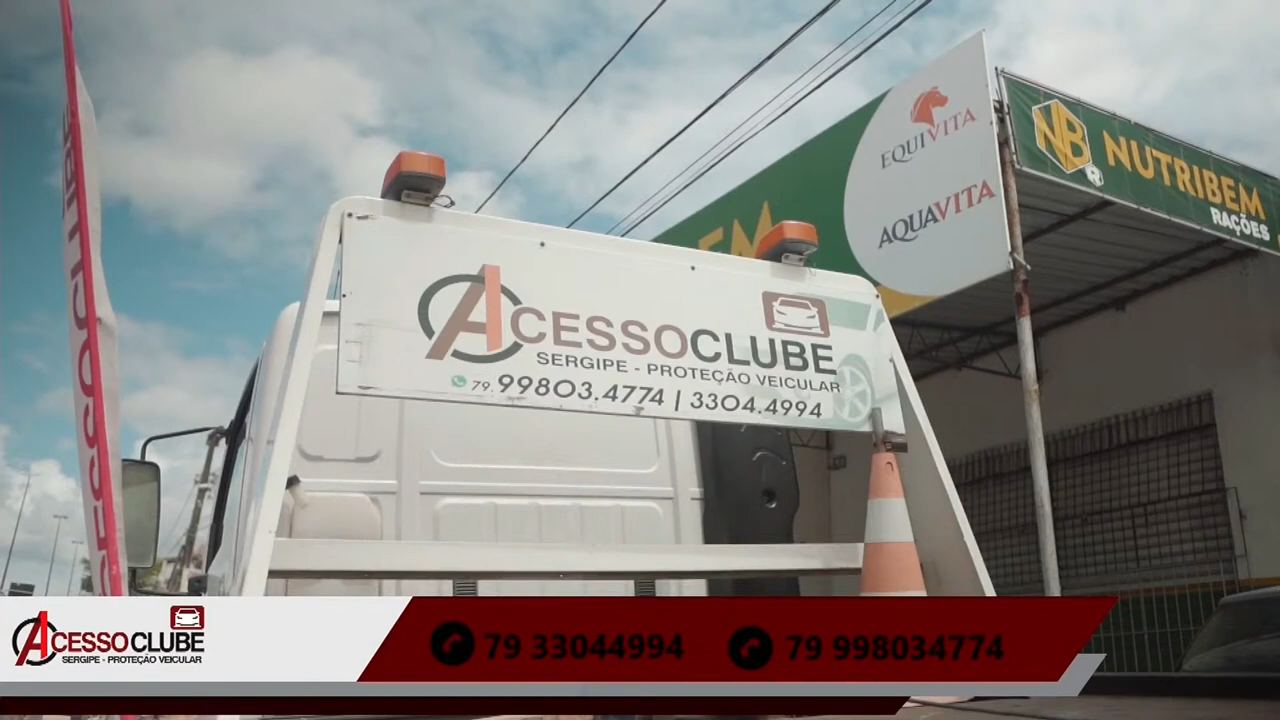 EQUIVITA
AQUAVITA
NB
NUTRIBEM
RAÇÕES
EM
ACESSOCLUBE
SERGIPE - PROTEÇÃO VEICULAR
79. 99803.4774 | 3304.4994
ACESSOCLUBE
SERGIPE - PROTEÇÃO VEICULAR
79 33044994
79 998034774